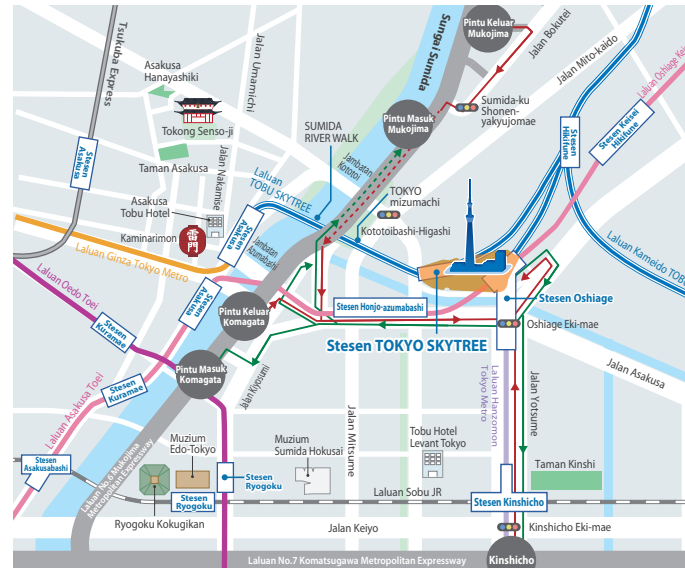 Tsukuba Express
Asakusa
Hanayashiki
Jalan Umamichi
Sungai Sumida
Pintu Keluar
Mukojima
Jalan Bokutei
Jalan Mito-kaido
Laluan Oshiage Kei
Tokong Senso-ji
SUMIDA
RIVER WALK
Pintu Masuk
Mukojima
Sumida-ku
Shonen-
yakyujomae
Stesen
Hikifune
Stesen Keisei
Hikifune
Stesen
Asakusa
Taman Asakusa
Jalan Nakamise
Jambatan
Kototoi
Laluan
TOBU SKYTREE
TOKYO
mizumachi
Asakusa
Tobu Hotel
Kaminarimon
雷門
Stesen
Asakusa
Jambatan
Azumabashi
Kototoibashi-Higashi
Laluan Ginza Tokyo Metro
Laluan Kameido TOBU
Laluan Oedo Toei
Stesen
Asakusa
Pintu Keluar
Komagata
Stesen Honjo-azumabashi
Stesen Oshiage
Oshiage Eki-mae
Stesen
Kuramae
Stesen TOKYO SKYTREE
Pintu Masuk
Komagata
Jalan Kiyosumi
Jalan Asakusa
Stesen
Kuramae
Laluan Asakusa Toei
Laluan Hanzomon
Tokyo Metro
Jalan Yotsume
Jalan Mitsume
Muzium
Edo-Tokyo
Muzium
Sumida Hokusai
Tobu Hotel
Levant Tokyo
Stesen
Asakusabashi
Laluan No.6 Mukojima
Metropolitan Expressway
Stesen
Ryogoku
Taman Kinshi
Stesen
Ryogoku
Laluan Sobu JR
Stesen Kinshicho
Ryogoku Kokugikan
Jalan Keiyo
Kinshicho Eki-mae
Laluan No.7 Komatsugawa Metropolitan Expressway
Kinshicho